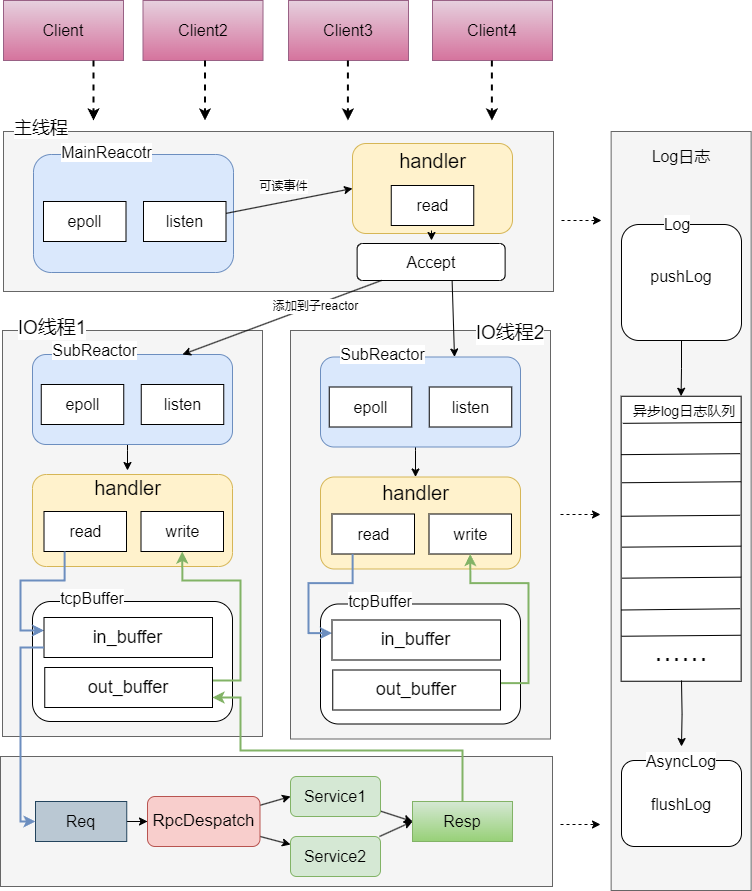 Client
Client2
Client3
Client4
主线程
MainReacotr
epoll
listen
可读事件
handler
read
Accept
添加到子reactor
IO线程1
SubReactor
epoll
listen
handler
read
write
tcpBuffer
in_buffer
out_buffer
IO线程2
SubReactor
epoll
listen
handler
read
write
tcpBuffer
in_buffer
out_buffer
Req
RpcDespatch
Service1
Service2
Resp
Log日志
Log
pushLog
异步log日志队列
......
AsyncLog
flushLog